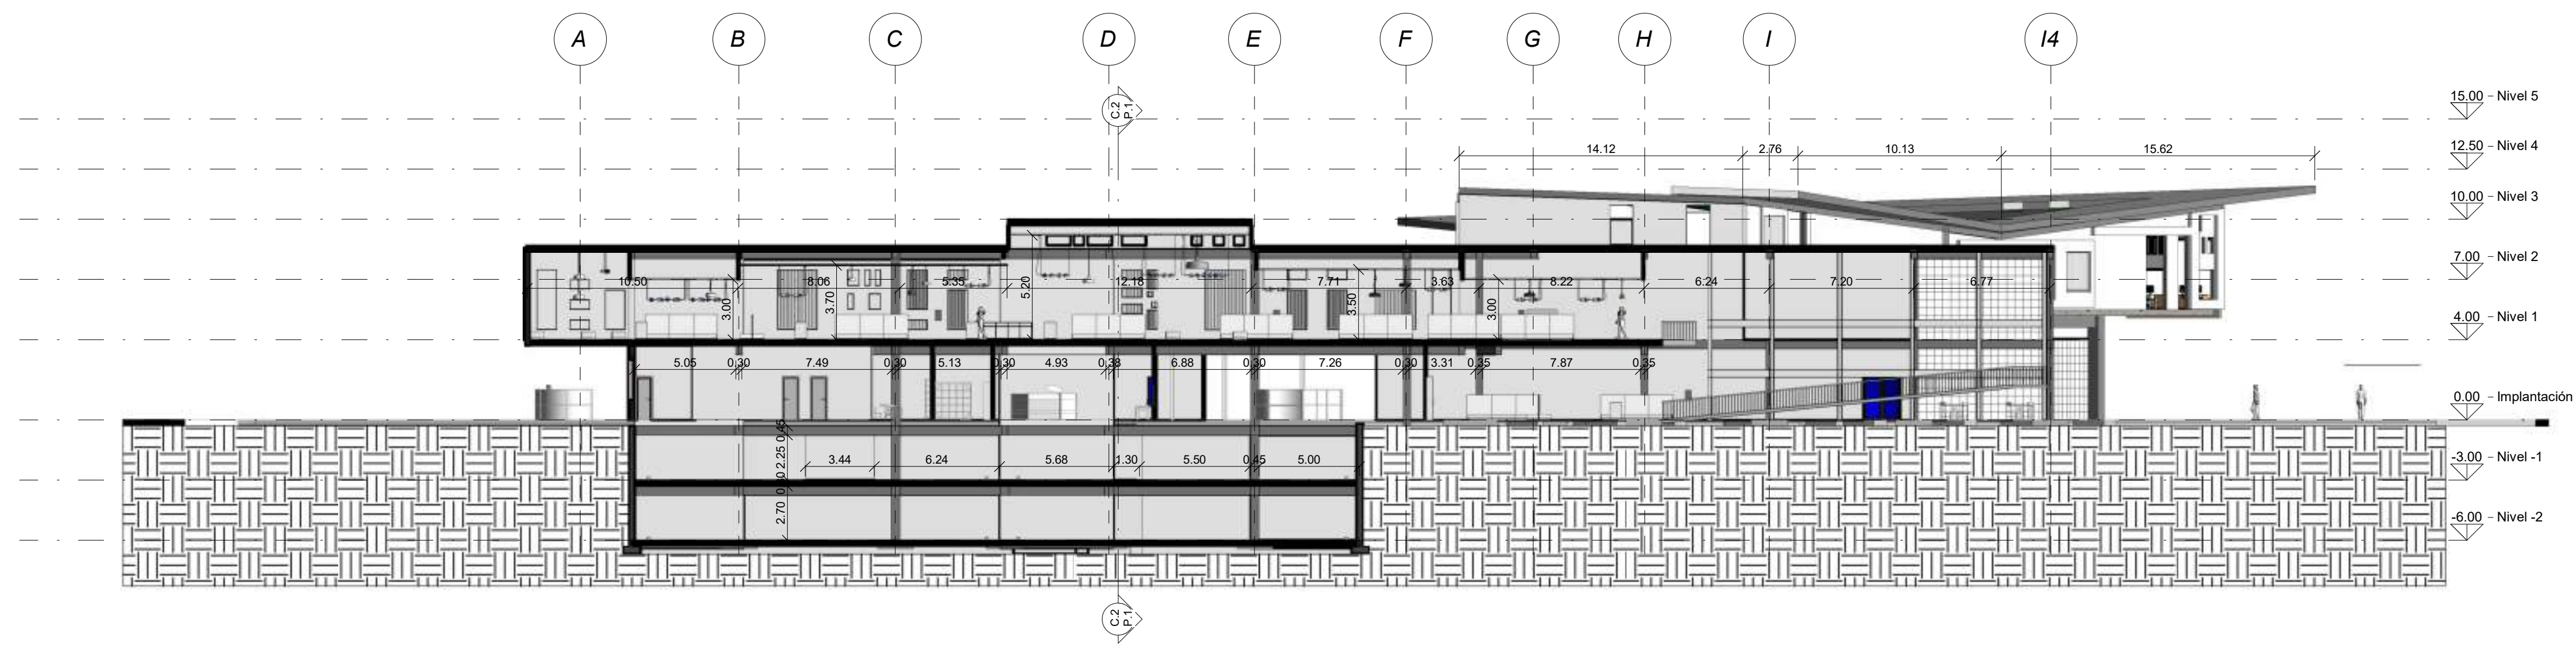 A B C D E F G H I I4
C.2
P.1
15.00 Nivel 5
12.50 Nivel 4
14.12 2.76 10.13 15.62
10.00 Nivel 3
7.00 Nivel 2
10.50 8.06 5.35 12.18 7.71 3.63 8.22 6.24 7.20 6.77
3.00 3.70 5.20 3.50 3.00
4.00 Nivel 1
5.05 0.30 7.49 0.30 5.13 0.30 4.93 0.38 6.88 0.30 7.26 0.30 3.31 0.35 7.87 0.35
0.00 Implantación
0.45
2.25
3.44 6.24 5.68 1.30 5.50 0.45 5.00
-3.00 Nivel -1
2.70
-6.00 Nivel -2
C.2
P.1